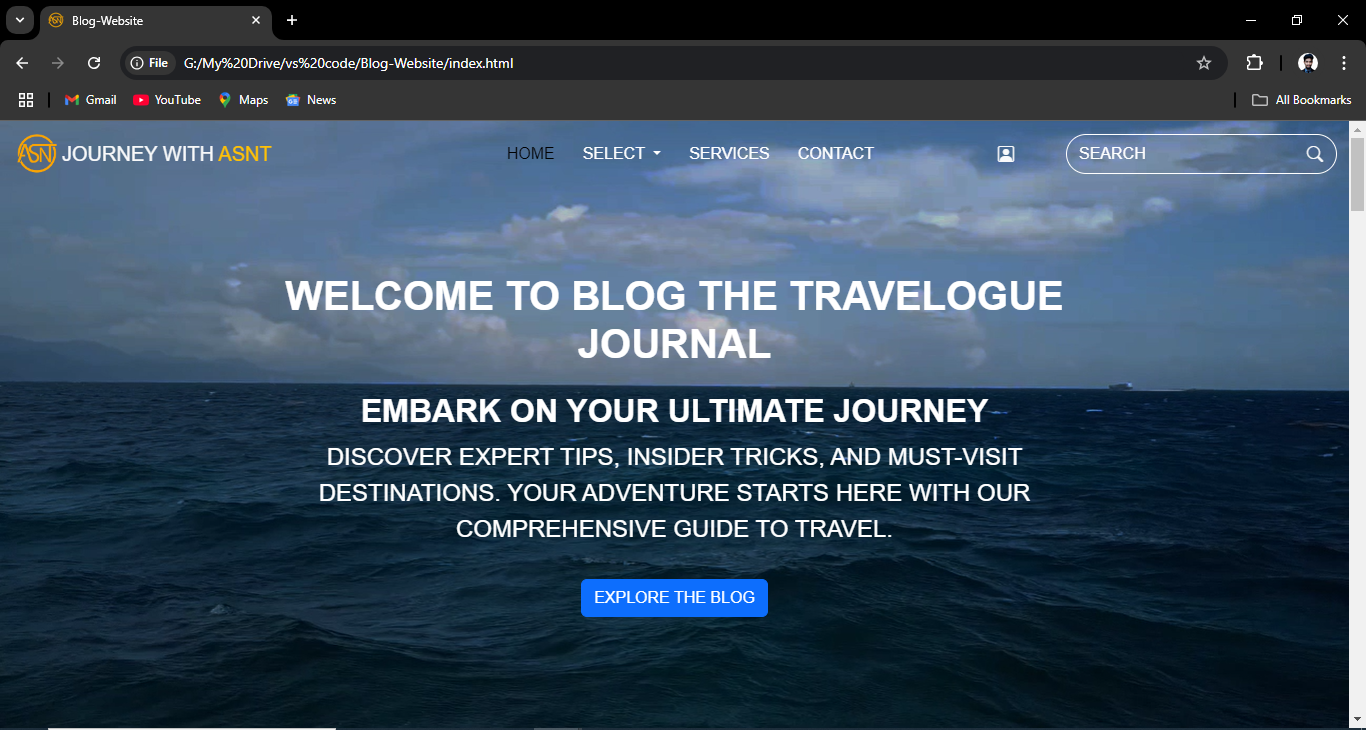 Blog-Website
File G:/My%20Drive/vs%20code/Blog-Website/index.html
Gmail YouTube Maps News All Bookmarks
ASNT JOURNEY WITH ASNT HOME SELECT SERVICES CONTACT SEARCH
WELCOME TO BLOG THE TRAVELOGUE
JOURNAL
EMBARK ON YOUR ULTIMATE JOURNEY
DISCOVER EXPERT TIPS, INSIDER TRICKS, AND MUST-VISIT
DESTINATIONS. YOUR ADVENTURE STARTS HERE WITH OUR
COMPREHENSIVE GUIDE TO TRAVEL.
EXPLORE THE BLOG